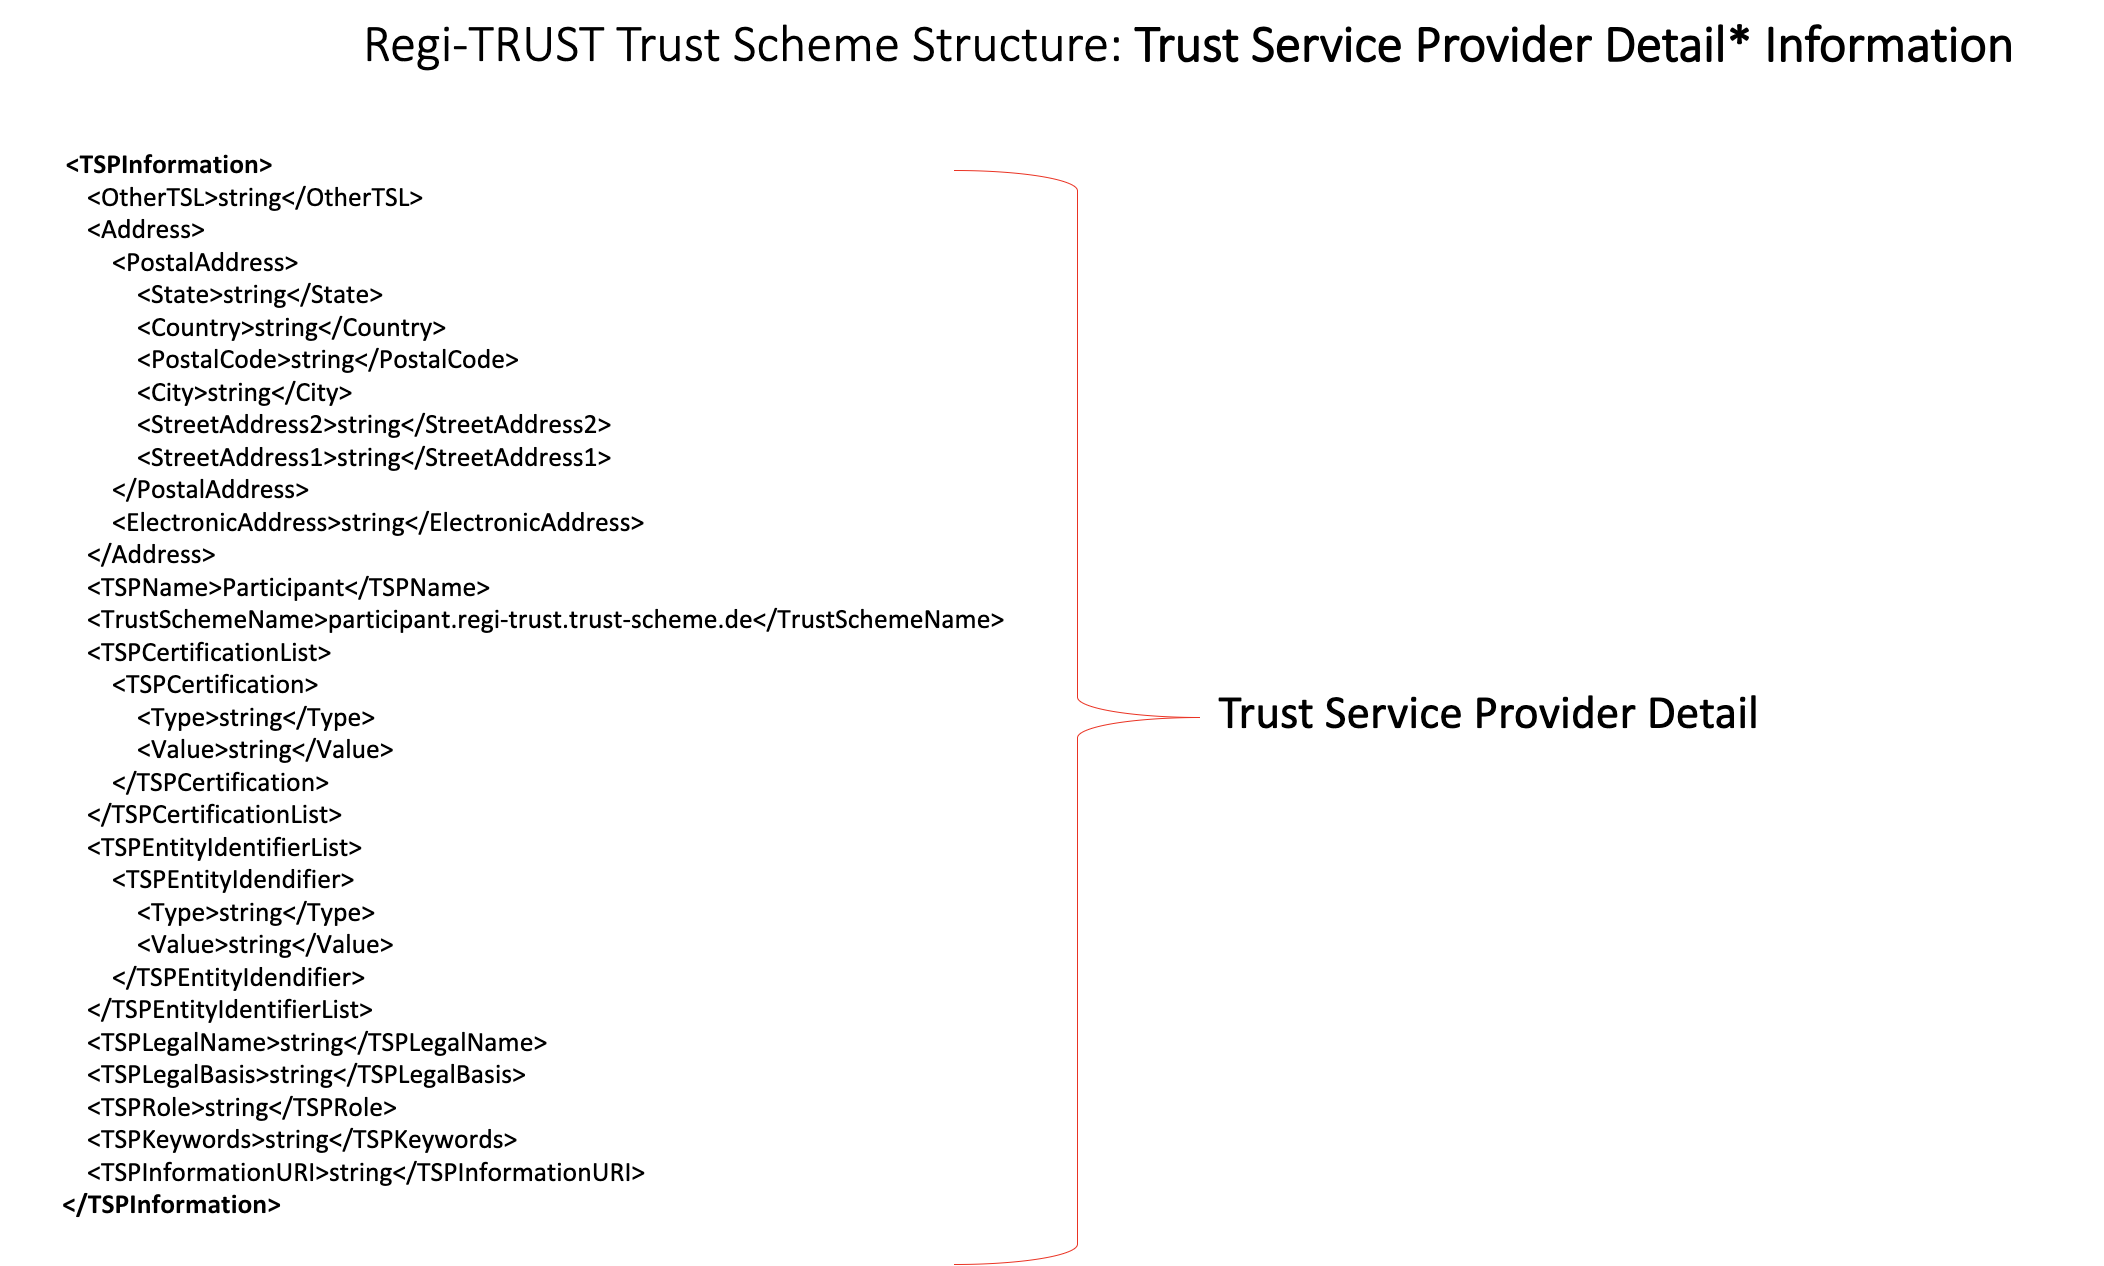 Regi-TRUST Trust Scheme Structure: Trust Service Provider Detail* Information
<TSPInformation>
<OtherTSL>string</OtherTSL>
<Address>
<PostalAddress>
<State>string</State>
<Country>string</Country>
<PostalCode>string</PostalCode>
<City>string</City>
<StreetAddress2>string</StreetAddress2>
<StreetAddress1>string</StreetAddress1>
</PostalAddress>
<ElectronicAddress>string</ElectronicAddress>
</Address>
<TSPName>Participant</TSPName>
<TrustSchemeName>participant.regi-trust.trust-scheme.de</TrustSchemeName>
<TSPCertificationList>
<TSPCertification>
<Type>string</Type>
<Value>string</Value>
</TSPCertification>
</TSPCertificationList>
<TSPEntityIdentifierList>
<TSPEntityIdendifier>
<Type>string</Type>
<Value>string</Value>
</TSPEntityIdendifier>
</TSPEntityIdentifierList>
<TSPLegalName>string</TSPLegalName>
<TSPLegalBasis>string</TSPLegalBasis>
<TSPRole>string</TSPRole>
<TSPKeywords>string</TSPKeywords>
<TSPInformationURI>string</TSPInformationURI>
</TSPInformation>
Trust Service Provider Detail